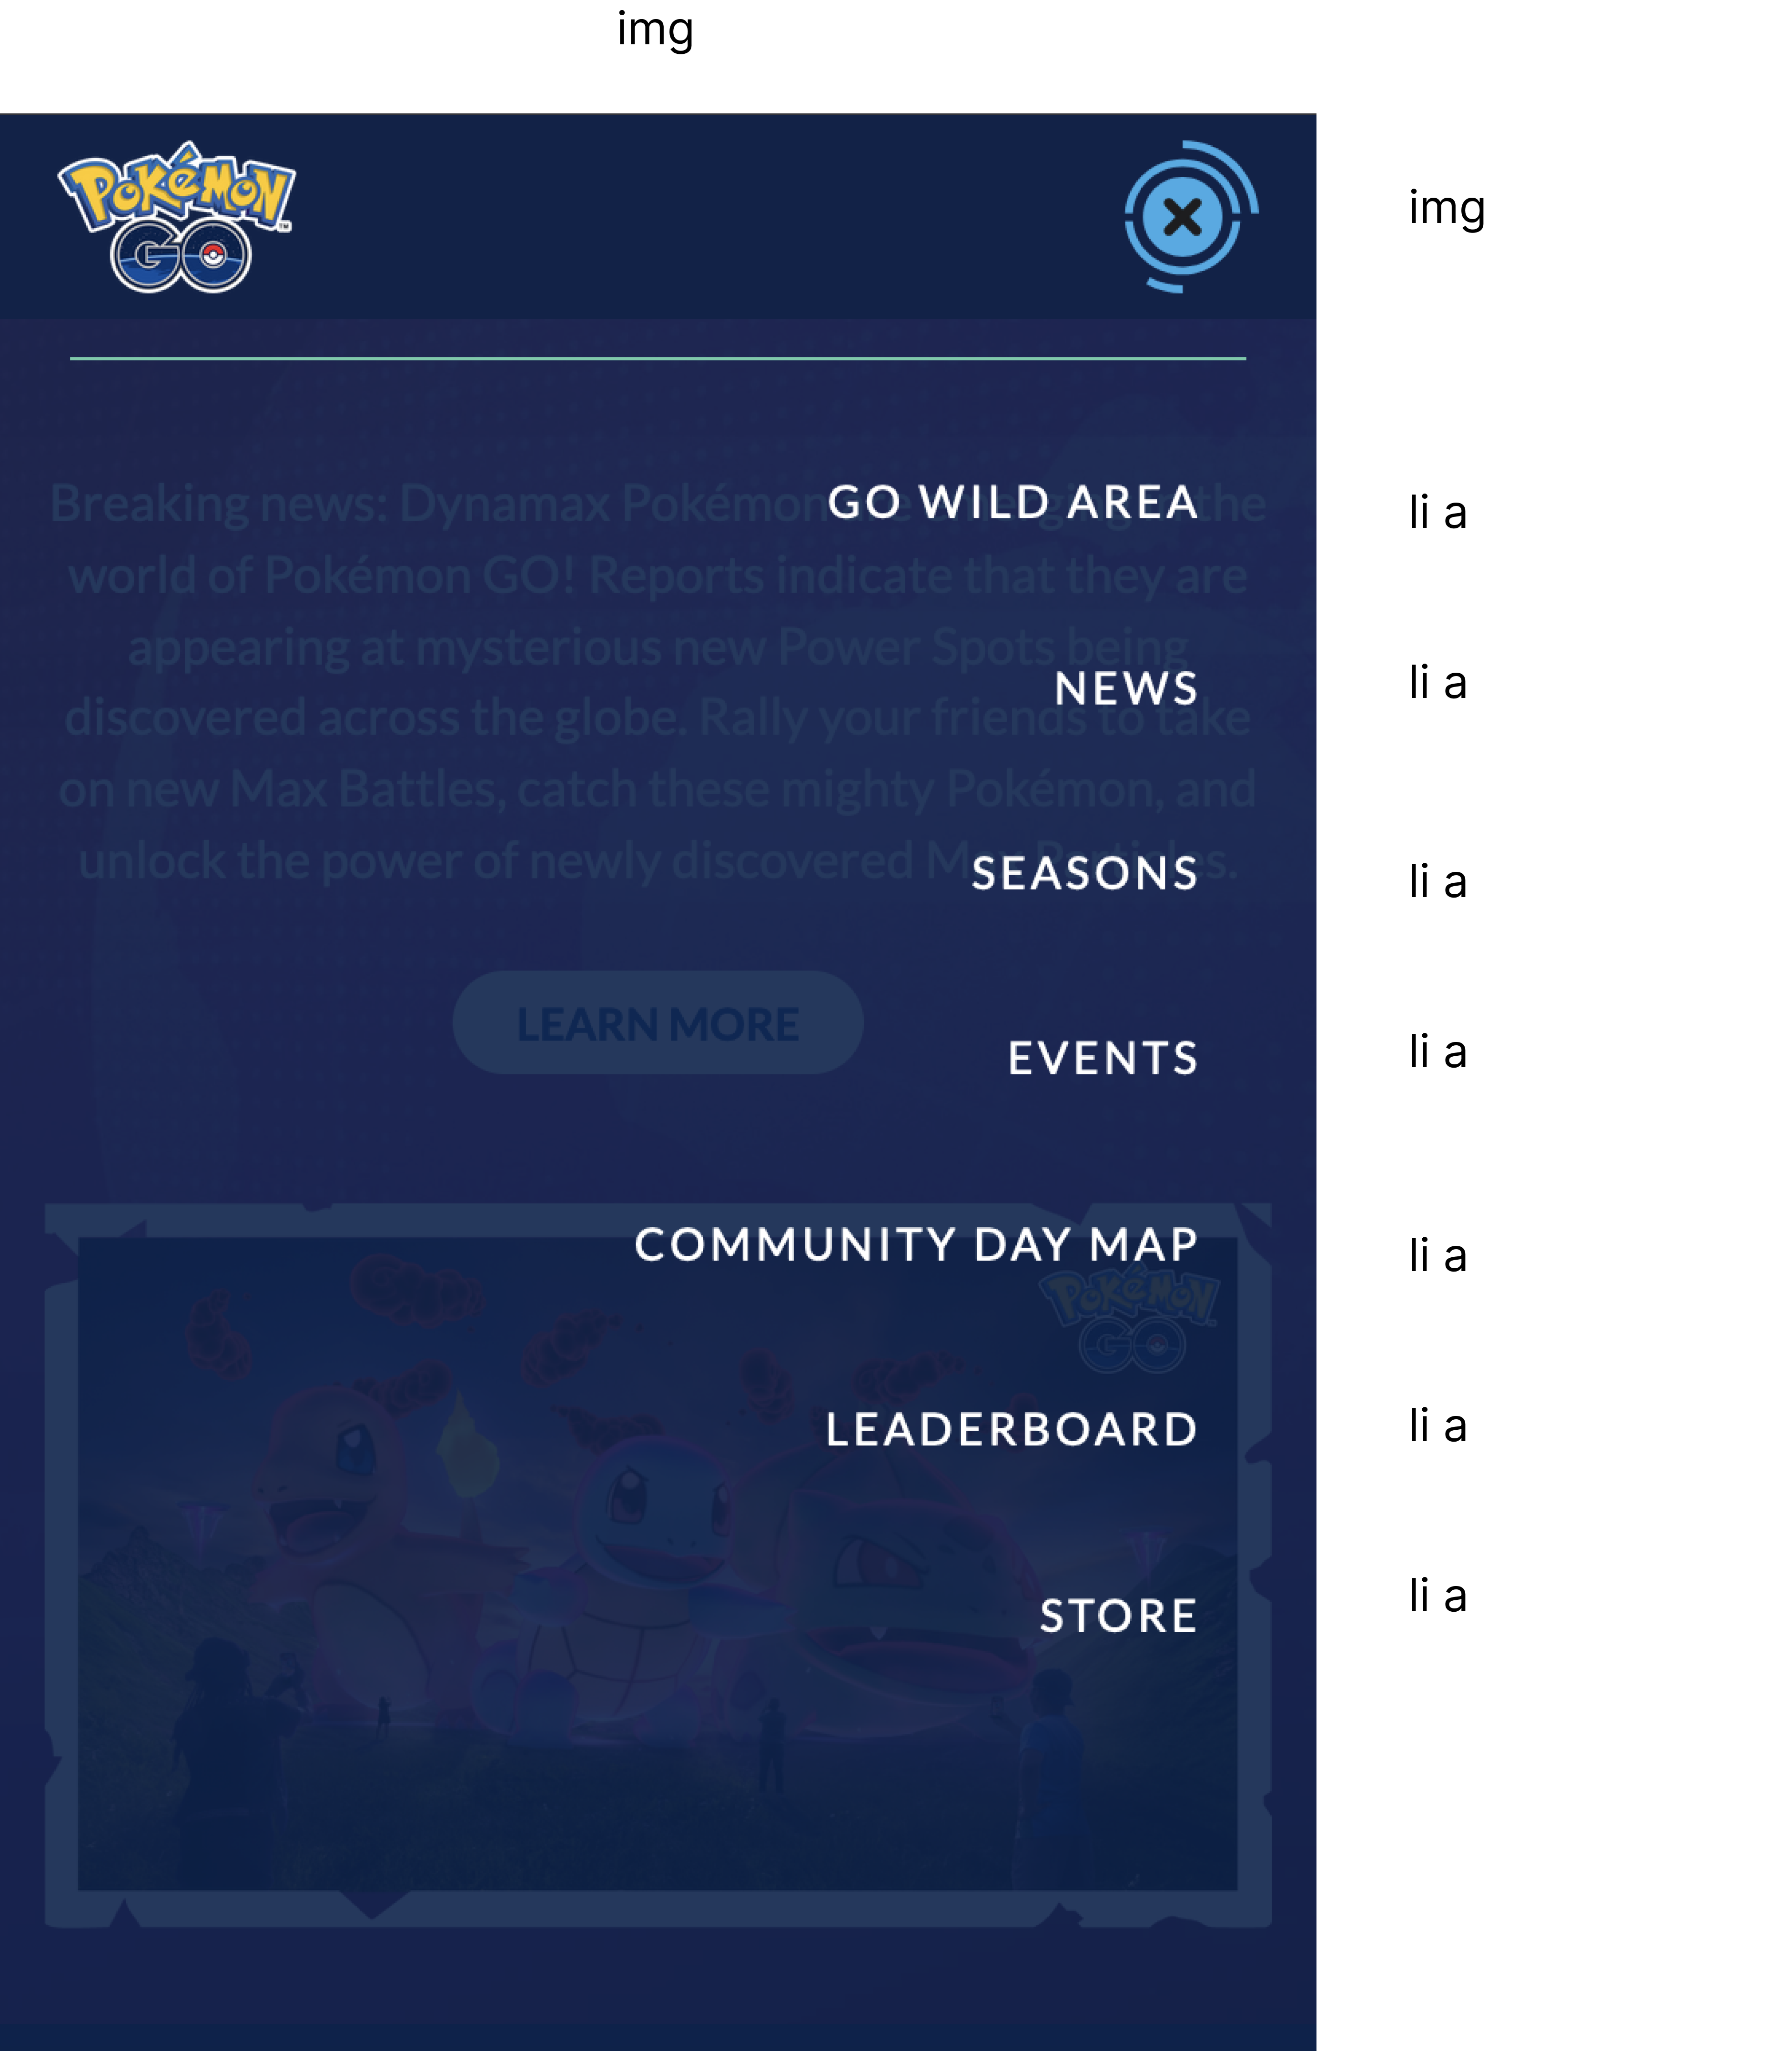 img
POKéMON
GO
TM
img
GO WILD AREA
li a
Breaking news: Dynamax Pokémon the
world of Pokémon GO! Reports indicate that they are
appearing at mysterious new Power Spots being
NEWS
li a
discovered across the globe. Rally your friends to take
on new Max Battles, catch these mighty Pokémon, and
SEASONS
li a
unlock the power of newly discovered
LEARN MORE
EVENTS
li a
COMMUNITY DAY MAP
li a
POKéMON
GO
LEADERBOARD
li a
STORE
li a